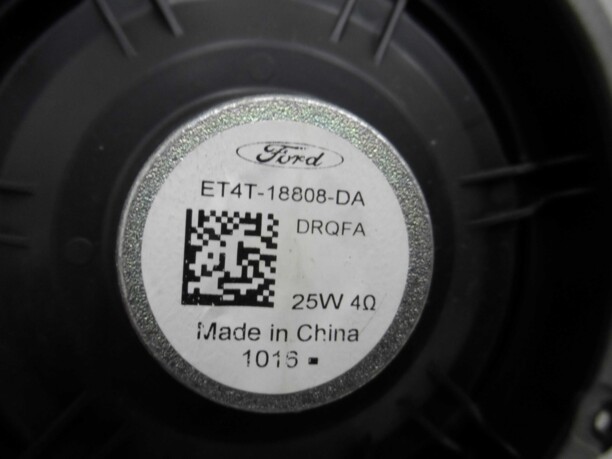 Ford
ET4T-18808-DA
DRQFA
25W 4Ω
Made in China
1016